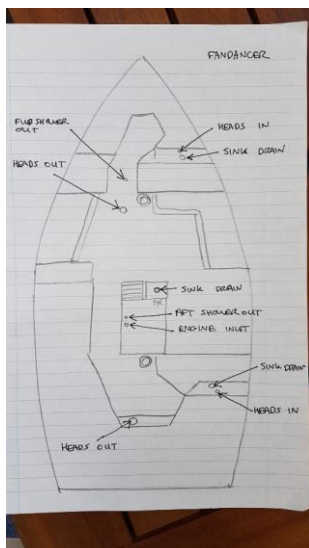 FANDANCER
FWD SHOWER
OUT
HEADS IN
SINK DRAIN
HEADS OUT
SINK DRAIN
AFT SHOWER OUT
ENGINE INLET
SINK DRAIN
HEADS IN
HEADS OUT